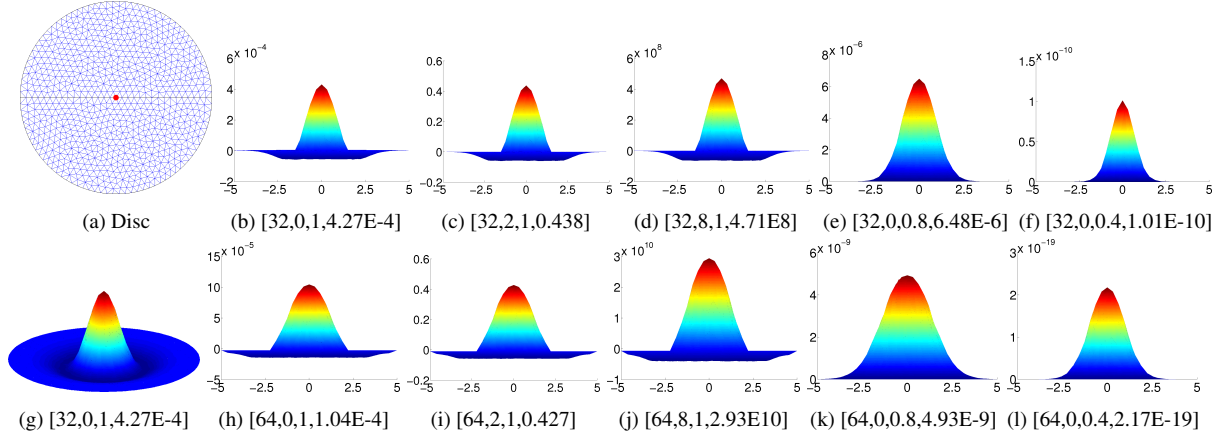 6 x 10⁻⁴
4
2
0
−2
−5 −2.5 0 2.5 5
0.6
0.4
0.2
0
−0.2
−5 −2.5 0 2.5 5
6 x 10⁸
4
2
0
−2
−5 −2.5 0 2.5 5
8 x 10⁻⁶
6
4
2
0
−5 −2.5 0 2.5 5
1.5 x 10⁻¹⁰
1
0.5
0
−5 −2.5 0 2.5 5
(a) Disc
(b) [32,0,1,4.27E-4]
(c) [32,2,1,0.438]
(d) [32,8,1,4.71E8]
(e) [32,0,0.8,6.48E-6]
(f) [32,0,0.4,1.01E-10]
15 x 10⁻⁵
10
5
0
−5
−5 −2.5 0 2.5 5
0.6
0.4
0.2
0
−0.2
−5 −2.5 0 2.5 5
3 x 10¹⁰
2
1
0
−1
−5 −2.5 0 2.5 5
6 x 10⁻⁹
4
2
0
−5 −2.5 0 2.5 5
3 x 10⁻¹⁹
2
1
0
−5 −2.5 0 2.5 5
(g) [32,0,1,4.27E-4]
(h) [64,0,1,1.04E-4]
(i) [64,2,1,0.427]
(j) [64,8,1,2.93E10]
(k) [64,0,0.8,4.93E-9]
(l) [64,0,0.4,2.17E-19]